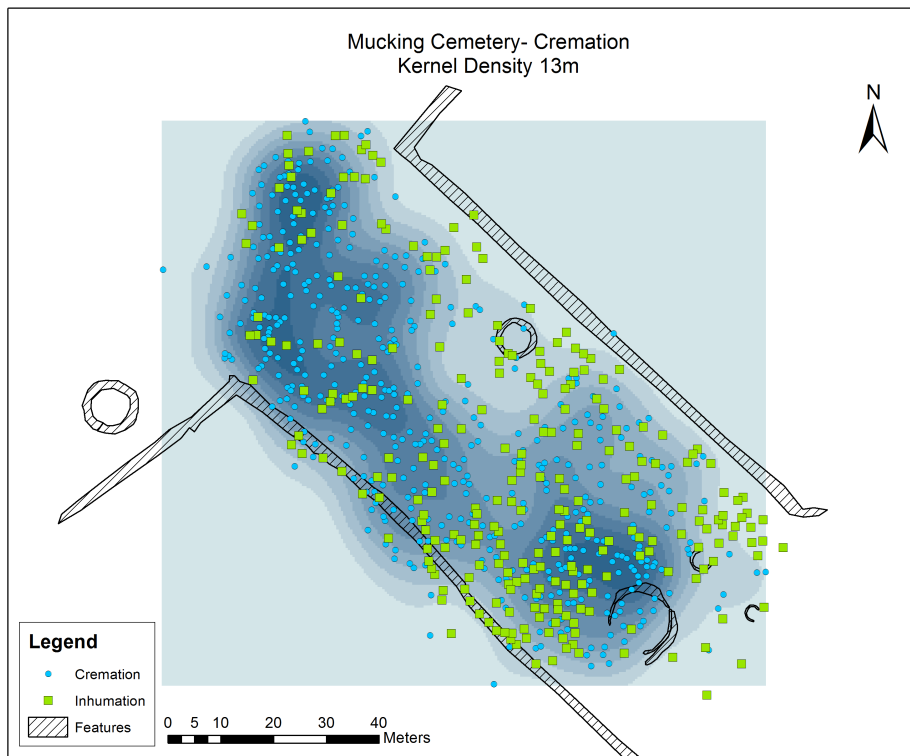 Mucking Cemetery- Cremation
Kernel Density 13m
N
Legend
Cremation
Inhumation
Features
0 5 10 20 30 40
Meters